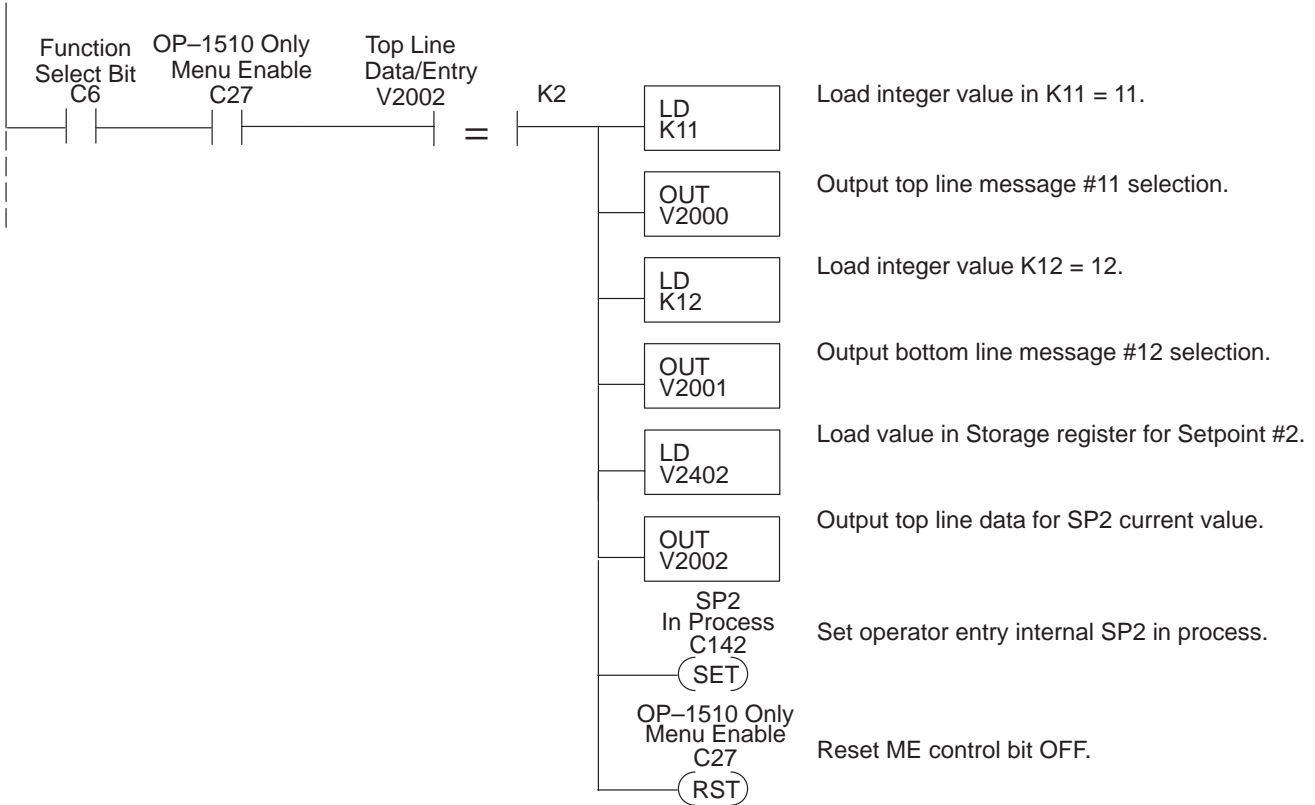 Function
Select Bit
C6
OP–1510 Only
Menu Enable
C27
Top Line
Data/Entry
V2002
=
K2
LD
K11
Load integer value in K11 = 11.
OUT
V2000
Output top line message #11 selection.
LD
K12
Load integer value K12 = 12.
OUT
V2001
Output bottom line message #12 selection.
LD
V2402
Load value in Storage register for Setpoint #2.
OUT
V2002
Output top line data for SP2 current value.
SP2
In Process
C142
SET
Set operator entry internal SP2 in process.
OP–1510 Only
Menu Enable
C27
RST
Reset ME control bit OFF.